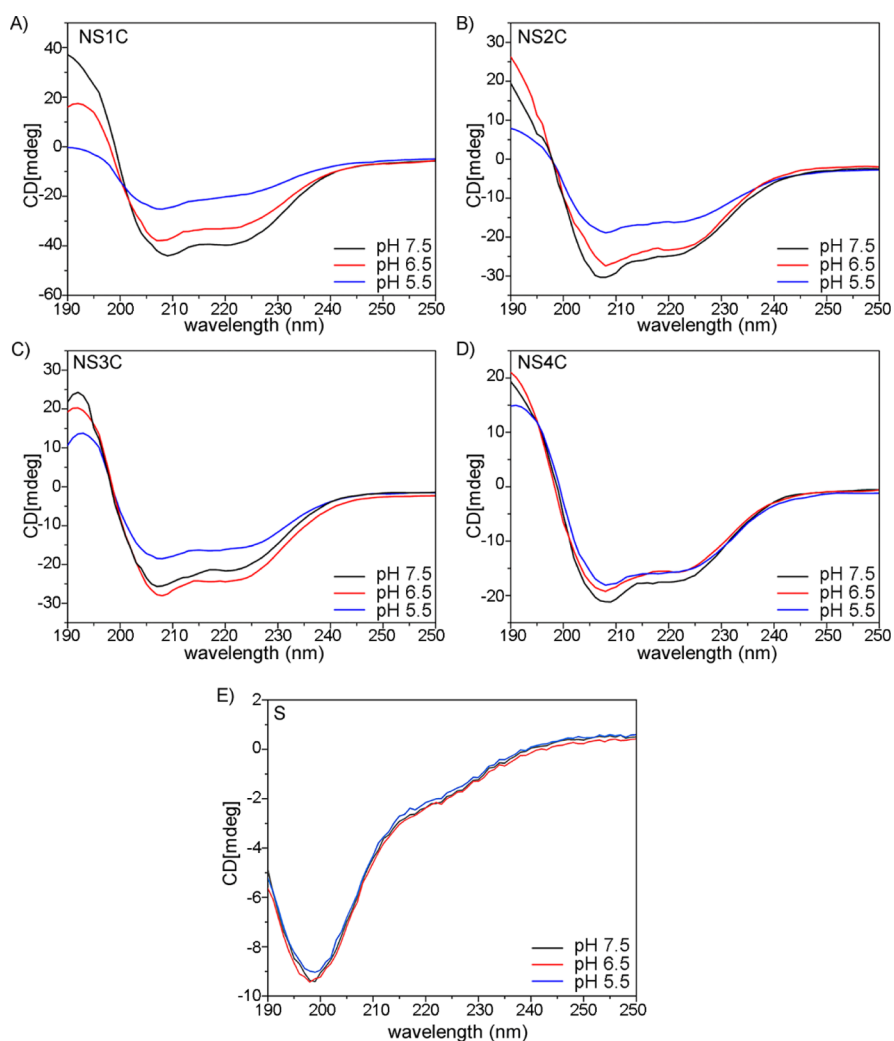 A)
NS1C
CD[mdeg]
40
20
0
-20
-40
-60
pH 7.5
pH 6.5
pH 5.5
190 200 210 220 230 240 250
wavelength (nm)
B)
NS2C
CD[mdeg]
30
20
10
0
-10
-20
-30
pH 7.5
pH 6.5
pH 5.5
190 200 210 220 230 240 250
wavelength (nm)
C)
NS3C
CD[mdeg]
30
20
10
0
-10
-20
-30
pH 7.5
pH 6.5
pH 5.5
190 200 210 220 230 240 250
wavelength (nm)
D)
NS4C
CD[mdeg]
20
10
0
-10
-20
pH 7.5
pH 6.5
pH 5.5
190 200 210 220 230 240 250
wavelength (nm)
E)
S
CD[mdeg]
2
0
-2
-4
-6
-8
-10
pH 7.5
pH 6.5
pH 5.5
190 200 210 220 230 240 250
wavelength (nm)